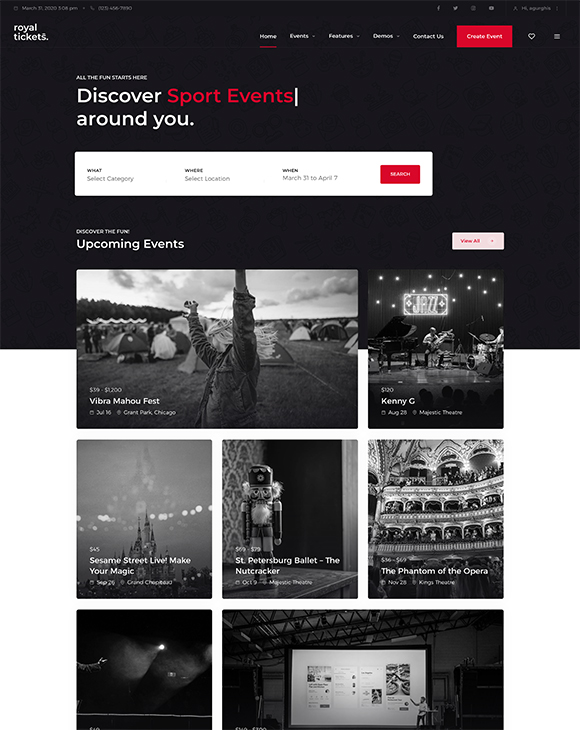 March 31, 2020 3:08 pm
(123) 456-7890
Hi, agurghis
royal
tickets.
Home
Events
Features
Demos
Contact Us
Create Event
ALL THE FUN STARTS HERE
Discover Sport Events|
around you.
WHAT
Select Category
WHERE
Select Location
WHEN
March 31 to April 7
SEARCH
DISCOVER THE FUN!
Upcoming Events
View All
$39 - $1,200
Vibra Mahou Fest
Jul 16
Grant Park, Chicago
JAZZ
$120
Kenny G
Aug 28
Majestic Theatre
$45
Sesame Street Live! Make
Your Magic
Sep 26
Grand Chapiteau
$69 - $79
St. Petersburg Ballet – The
Nutcracker
Oct 9
Majestic Theatre
$36 - $69
The Phantom of the Opera
Nov 28
Kings Theatre